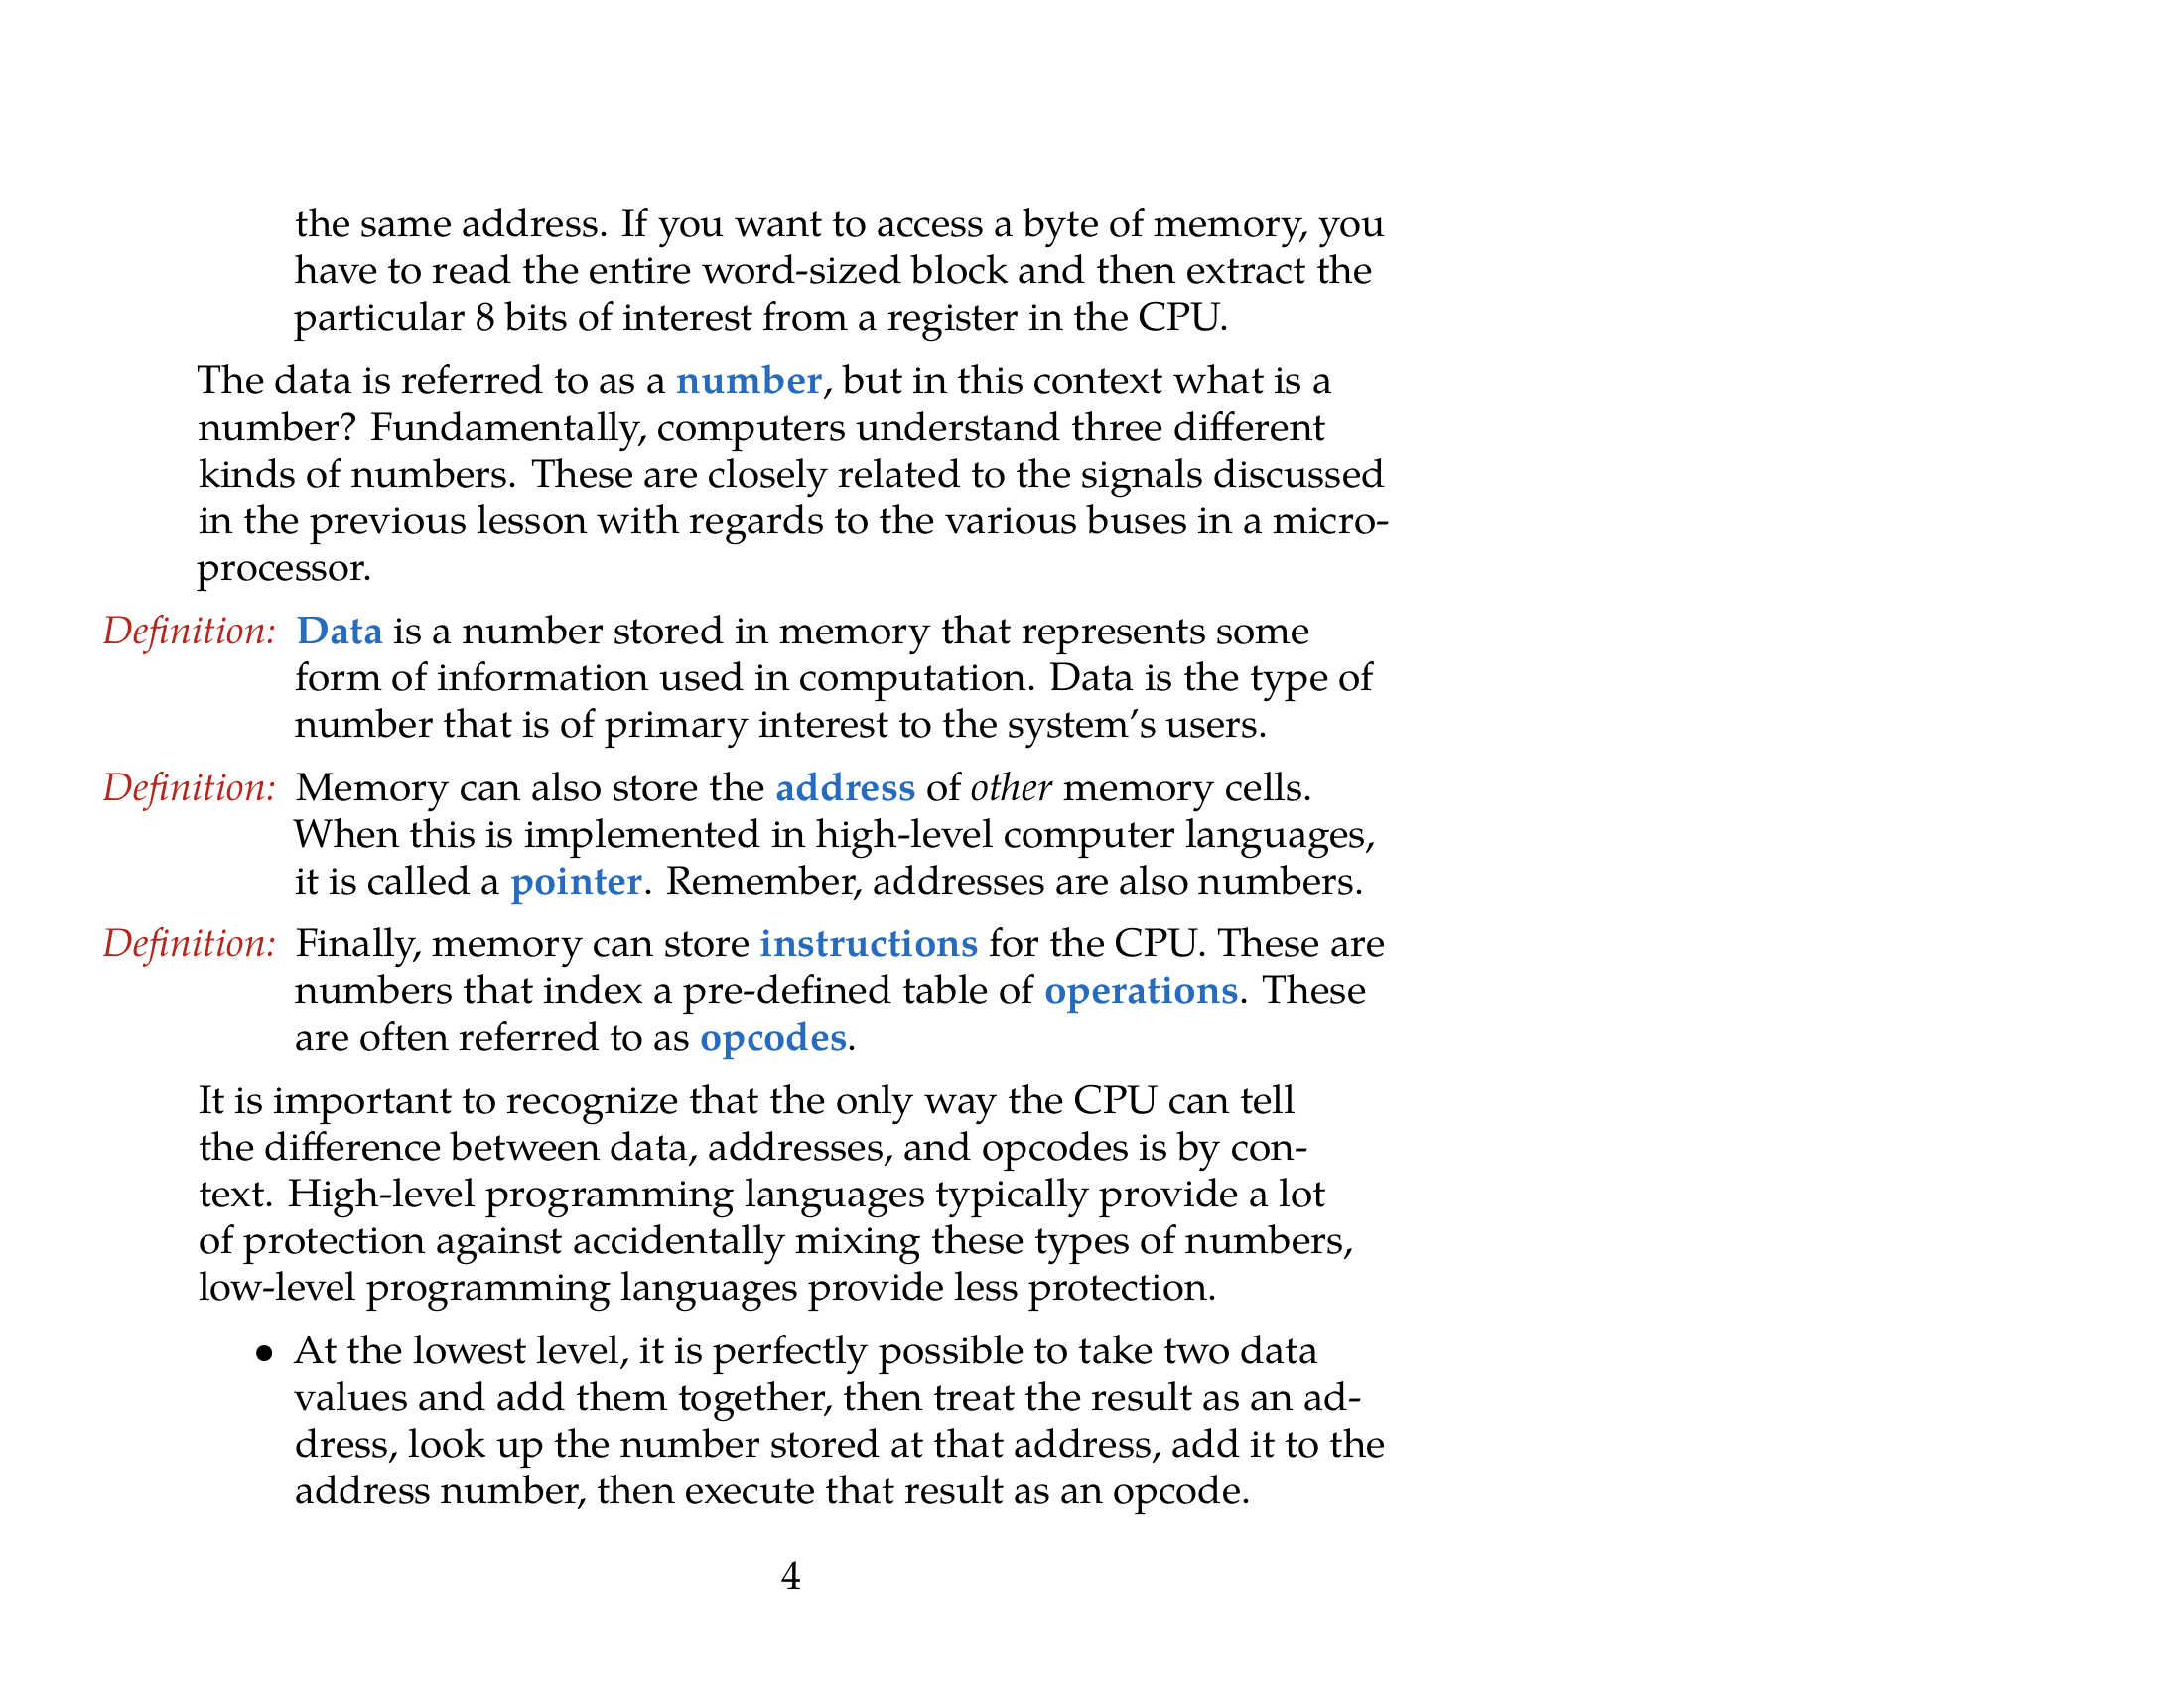 the same address. If you want to access a byte of memory, you
have to read the entire word-sized block and then extract the
particular 8 bits of interest from a register in the CPU.
The data is referred to as a number, but in this context what is a
number? Fundamentally, computers understand three different
kinds of numbers. These are closely related to the signals discussed
in the previous lesson with regards to the various buses in a micro-
processor.
Definition: Data is a number stored in memory that represents some
form of information used in computation. Data is the type of
number that is of primary interest to the system's users.
Definition: Memory can also store the address of other memory cells.
When this is implemented in high-level computer languages,
it is called a pointer. Remember, addresses are also numbers.
Definition: Finally, memory can store instructions for the CPU. These are
numbers that index a pre-defined table of operations. These
are often referred to as opcodes.
It is important to recognize that the only way the CPU can tell
the difference between data, addresses, and opcodes is by con-
text. High-level programming languages typically provide a lot
of protection against accidentally mixing these types of numbers,
low-level programming languages provide less protection.
• At the lowest level, it is perfectly possible to take two data
values and add them together, then treat the result as an ad-
dress, look up the number stored at that address, add it to the
address number, then execute that result as an opcode.
4